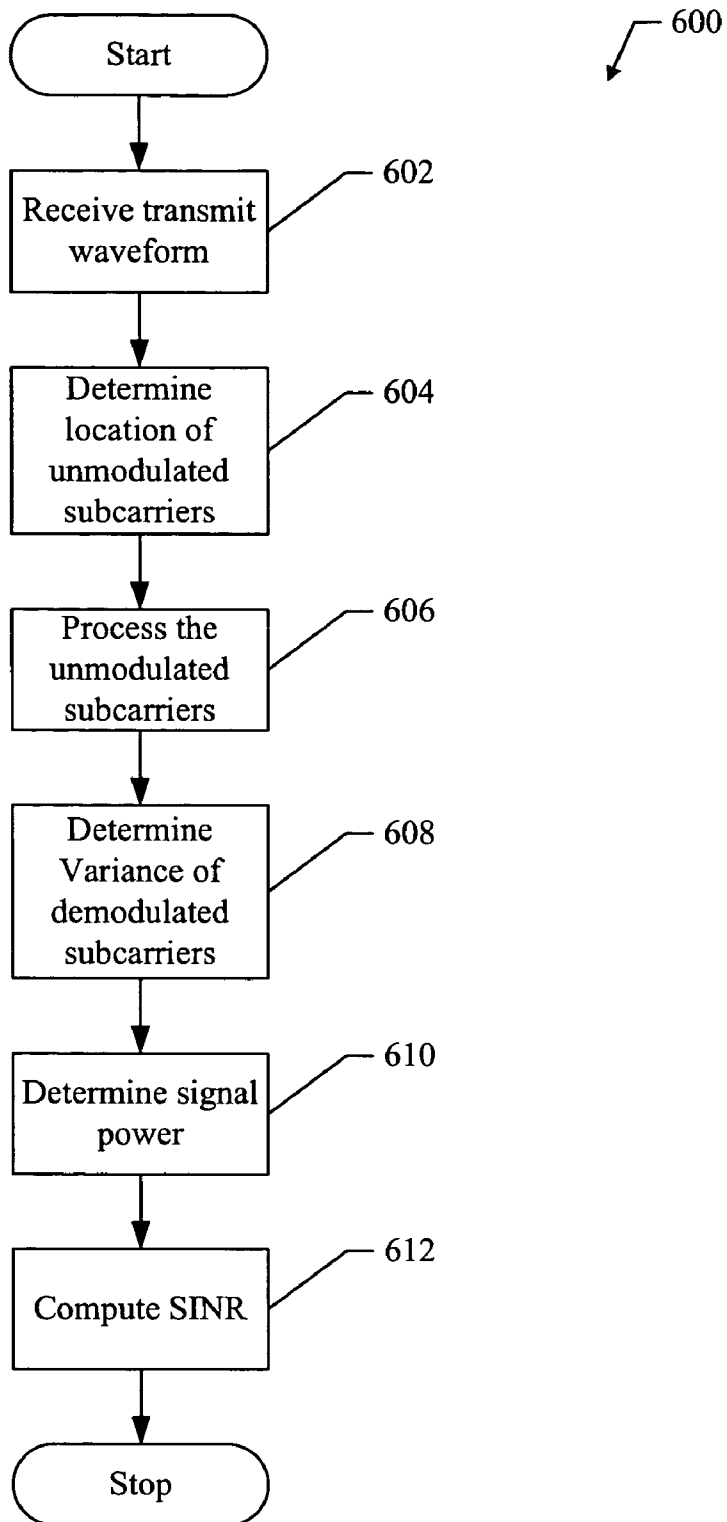 600
Start
602
Receive transmit
waveform
604
Determine
location of
unmodulated
subcarriers
606
Process the
unmodulated
subcarriers
608
Determine
Variance of
demodulated
subcarriers
610
Determine signal
power
612
Compute SINR
Stop